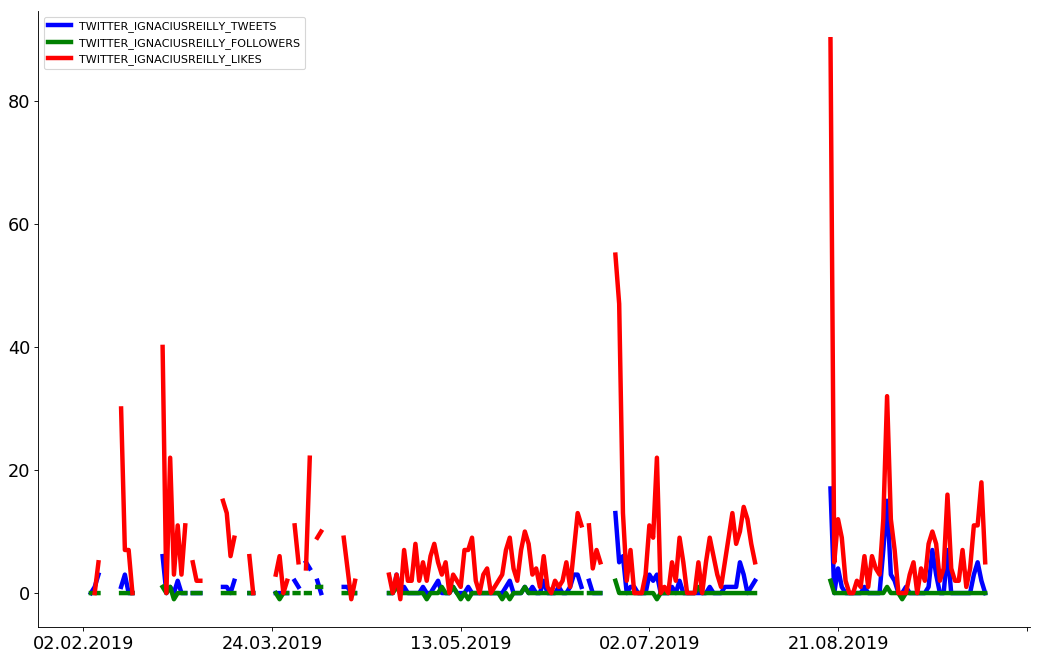 TWITTER_IGNACIUSREILLY_TWEETS
TWITTER_IGNACIUSREILLY_FOLLOWERS
TWITTER_IGNACIUSREILLY_LIKES
80
60
40
20
0
02.02.2019 24.03.2019 13.05.2019 02.07.2019 21.08.2019